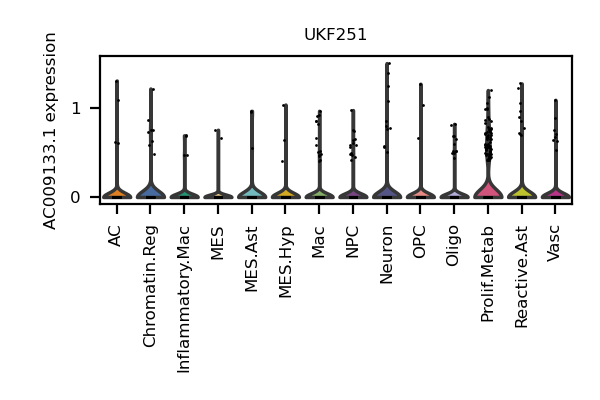 UKF251
AC009133.1 expression
1
0
AC
Chromatin.Reg
Inflammatory.Mac
MES
MES.Ast
MES.Hyp
Mac
NPC
Neuron
OPC
Oligo
Prolif.Metab
Reactive.Ast
Vasc